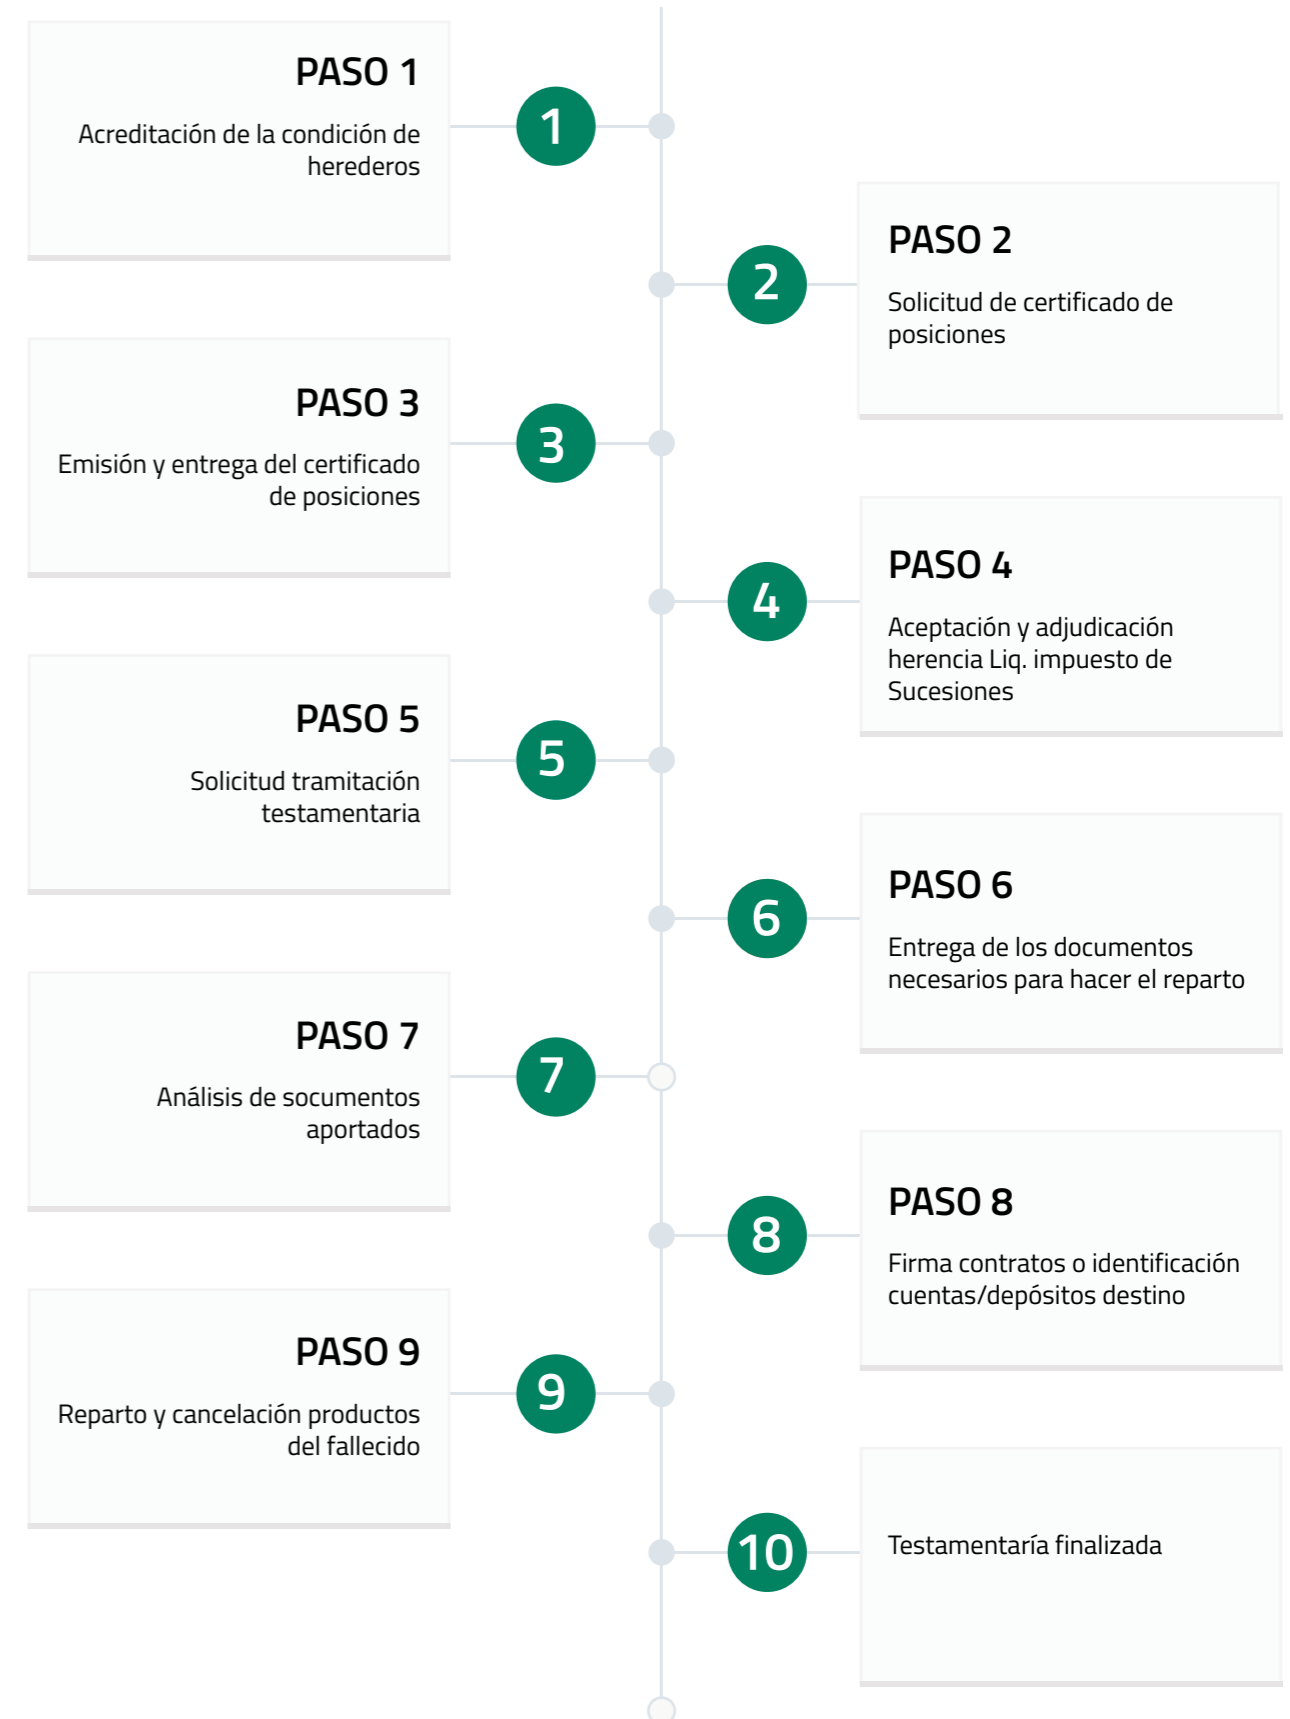 PASO 1
Acreditación de la condición de
herederos
1
PASO 2
Solicitud de certificado de
posiciones
2
PASO 3
Emisión y entrega del certificado
de posiciones
3
PASO 4
Aceptación y adjudicación
herencia Liq. impuesto de
Sucesiones
4
PASO 5
Solicitud tramitación
testamentaria
5
PASO 6
Entrega de los documentos
necesarios para hacer el reparto
6
PASO 7
Análisis de socumentos
aportados
7
PASO 8
Firma contratos o identificación
cuentas/depósitos destino
8
PASO 9
Reparto y cancelación productos
del fallecido
9
10
Testamentaría finalizada